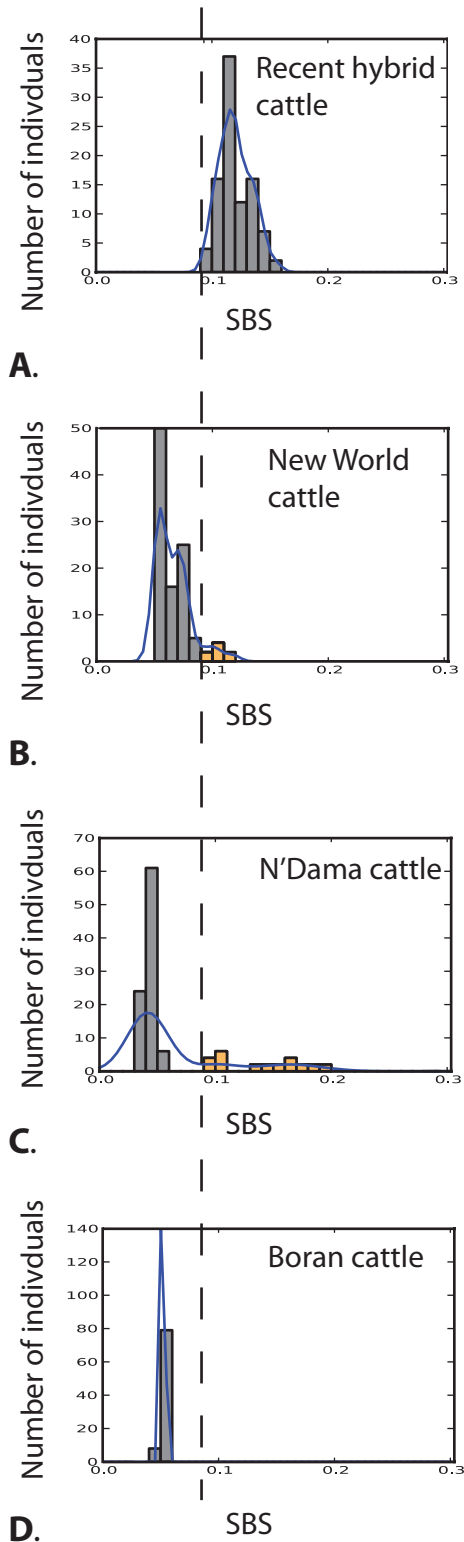 Number of indivduals
40
35
30
25
20
15
10
5
0
Recent hybrid
cattle
0.0 0.1 0.2 0.3
SBS
A.
Number of indivduals
50
40
30
20
10
0
New World
cattle
0.0 0.1 0.2 0.3
SBS
B.
Number of indivduals
70
60
50
40
30
20
10
0
N'Dama cattle
0.0 0.1 0.2 0.3
SBS
C.
Number of indivduals
140
120
100
80
60
40
20
0
Boran cattle
0.0 0.1 0.2 0.3
SBS
D.